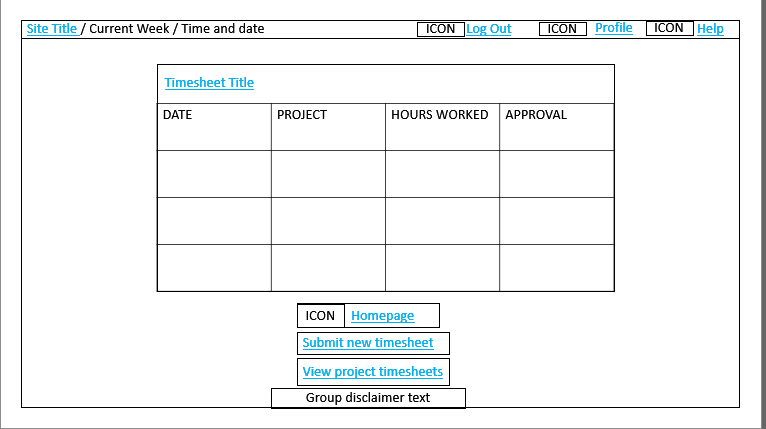 Site Title / Current Week / Time and date ICON Log Out ICON Profile ICON Help
Timesheet Title
DATE PROJECT HOURS WORKED APPROVAL
ICON Homepage
Submit new timesheet
View project timesheets
Group disclaimer text